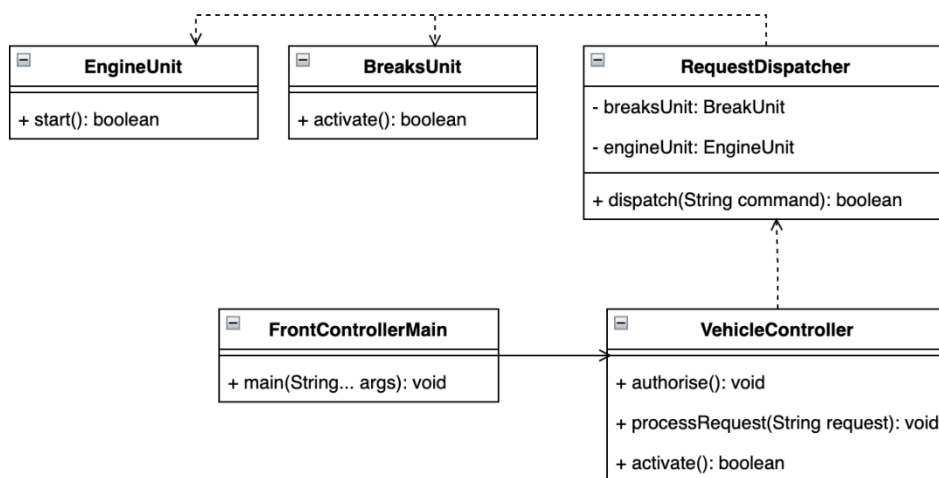 EngineUnit
+ start(): boolean
BreaksUnit
+ activate(): boolean
RequestDispatcher
- breaksUnit: BreakUnit
- engineUnit: EngineUnit
+ dispatch(String command): boolean
FrontControllerMain
+ main(String... args): void
VehicleController
+ authorise(): void
+ processRequest(String request): void
+ activate(): boolean